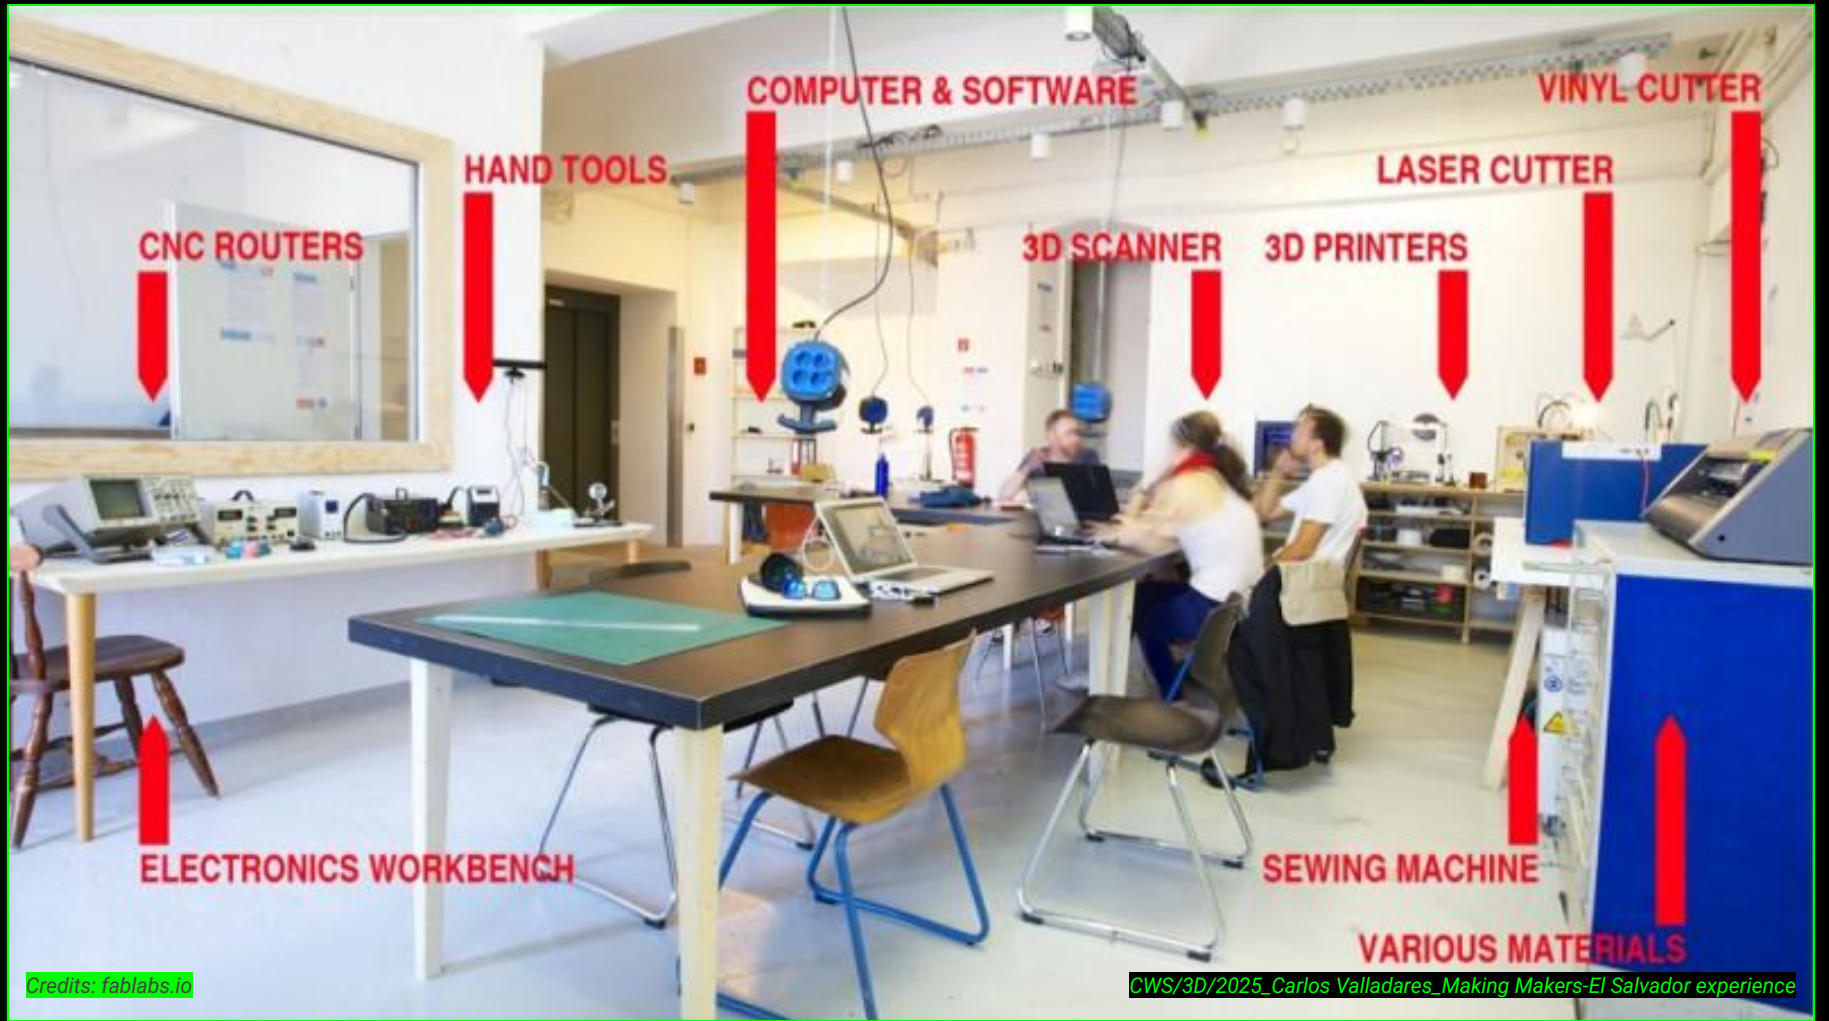 COMPUTER & SOFTWARE
VINYL CUTTER
HAND TOOLS
LASER CUTTER
CNC ROUTERS
3D SCANNER
3D PRINTERS
ELECTRONICS WORKBENCH
SEWING MACHINE
VARIOUS MATERIALS
Credits: fablabs.io
CWS/3D/2025_Carlos Valladares_Making Makers-El Salvador experience